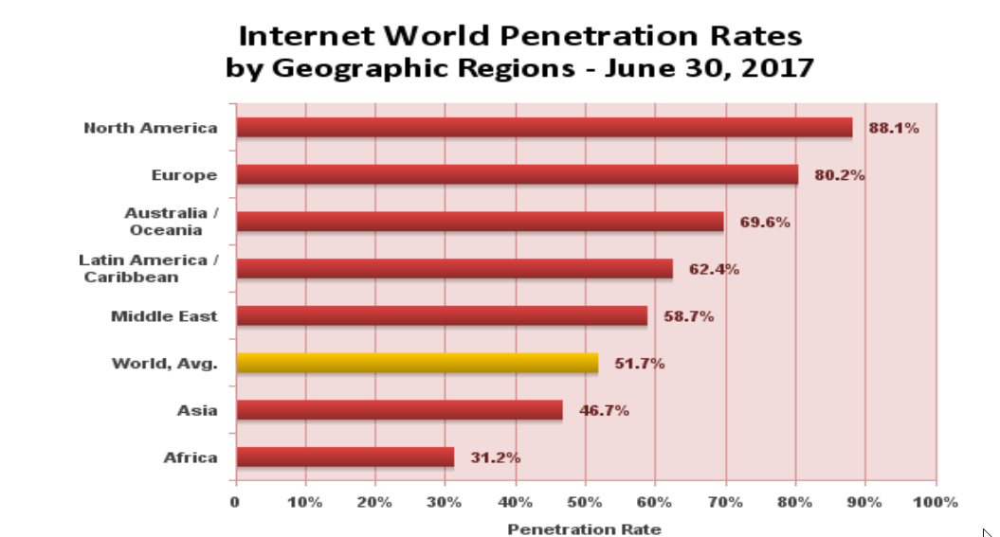 Internet World Penetration Rates
by Geographic Regions - June 30, 2017
North America
88.1%
Europe
80.2%
Australia /
Oceania
69.6%
Latin America /
Caribbean
62.4%
Middle East
58.7%
World, Avg.
51.7%
Asia
46.7%
Africa
31.2%
0 10% 20% 30% 40% 50% 60% 70% 80% 90% 100%
Penetration Rate